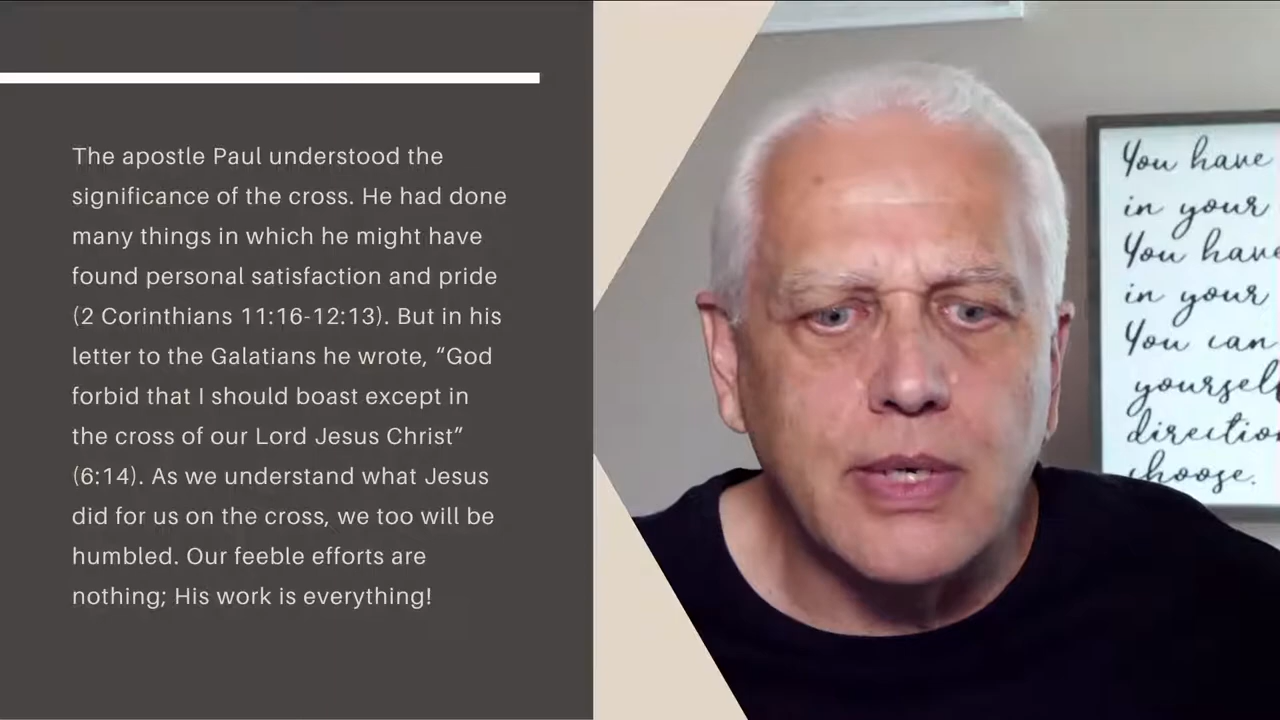 The apostle Paul understood the
significance of the cross. He had done
many things in which he might have
found personal satisfaction and pride
(2 Corinthians 11:16-12:13). But in his
letter to the Galatians he wrote, “God
forbid that I should boast except in
the cross of our Lord Jesus Christ”
(6:14). As we understand what Jesus
did for us on the cross, we too will be
humbled. Our feeble efforts are
nothing; His work is everything!
You have
in your
You have
in your
You can
yourself
direction
choose.